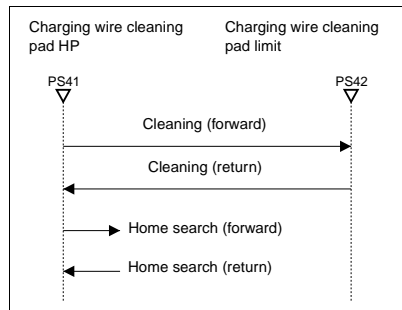 Charging wire cleaning
pad HP
Charging wire cleaning
pad limit
PS41
PS42
Cleaning (forward)
Cleaning (return)
Home search (forward)
Home search (return)